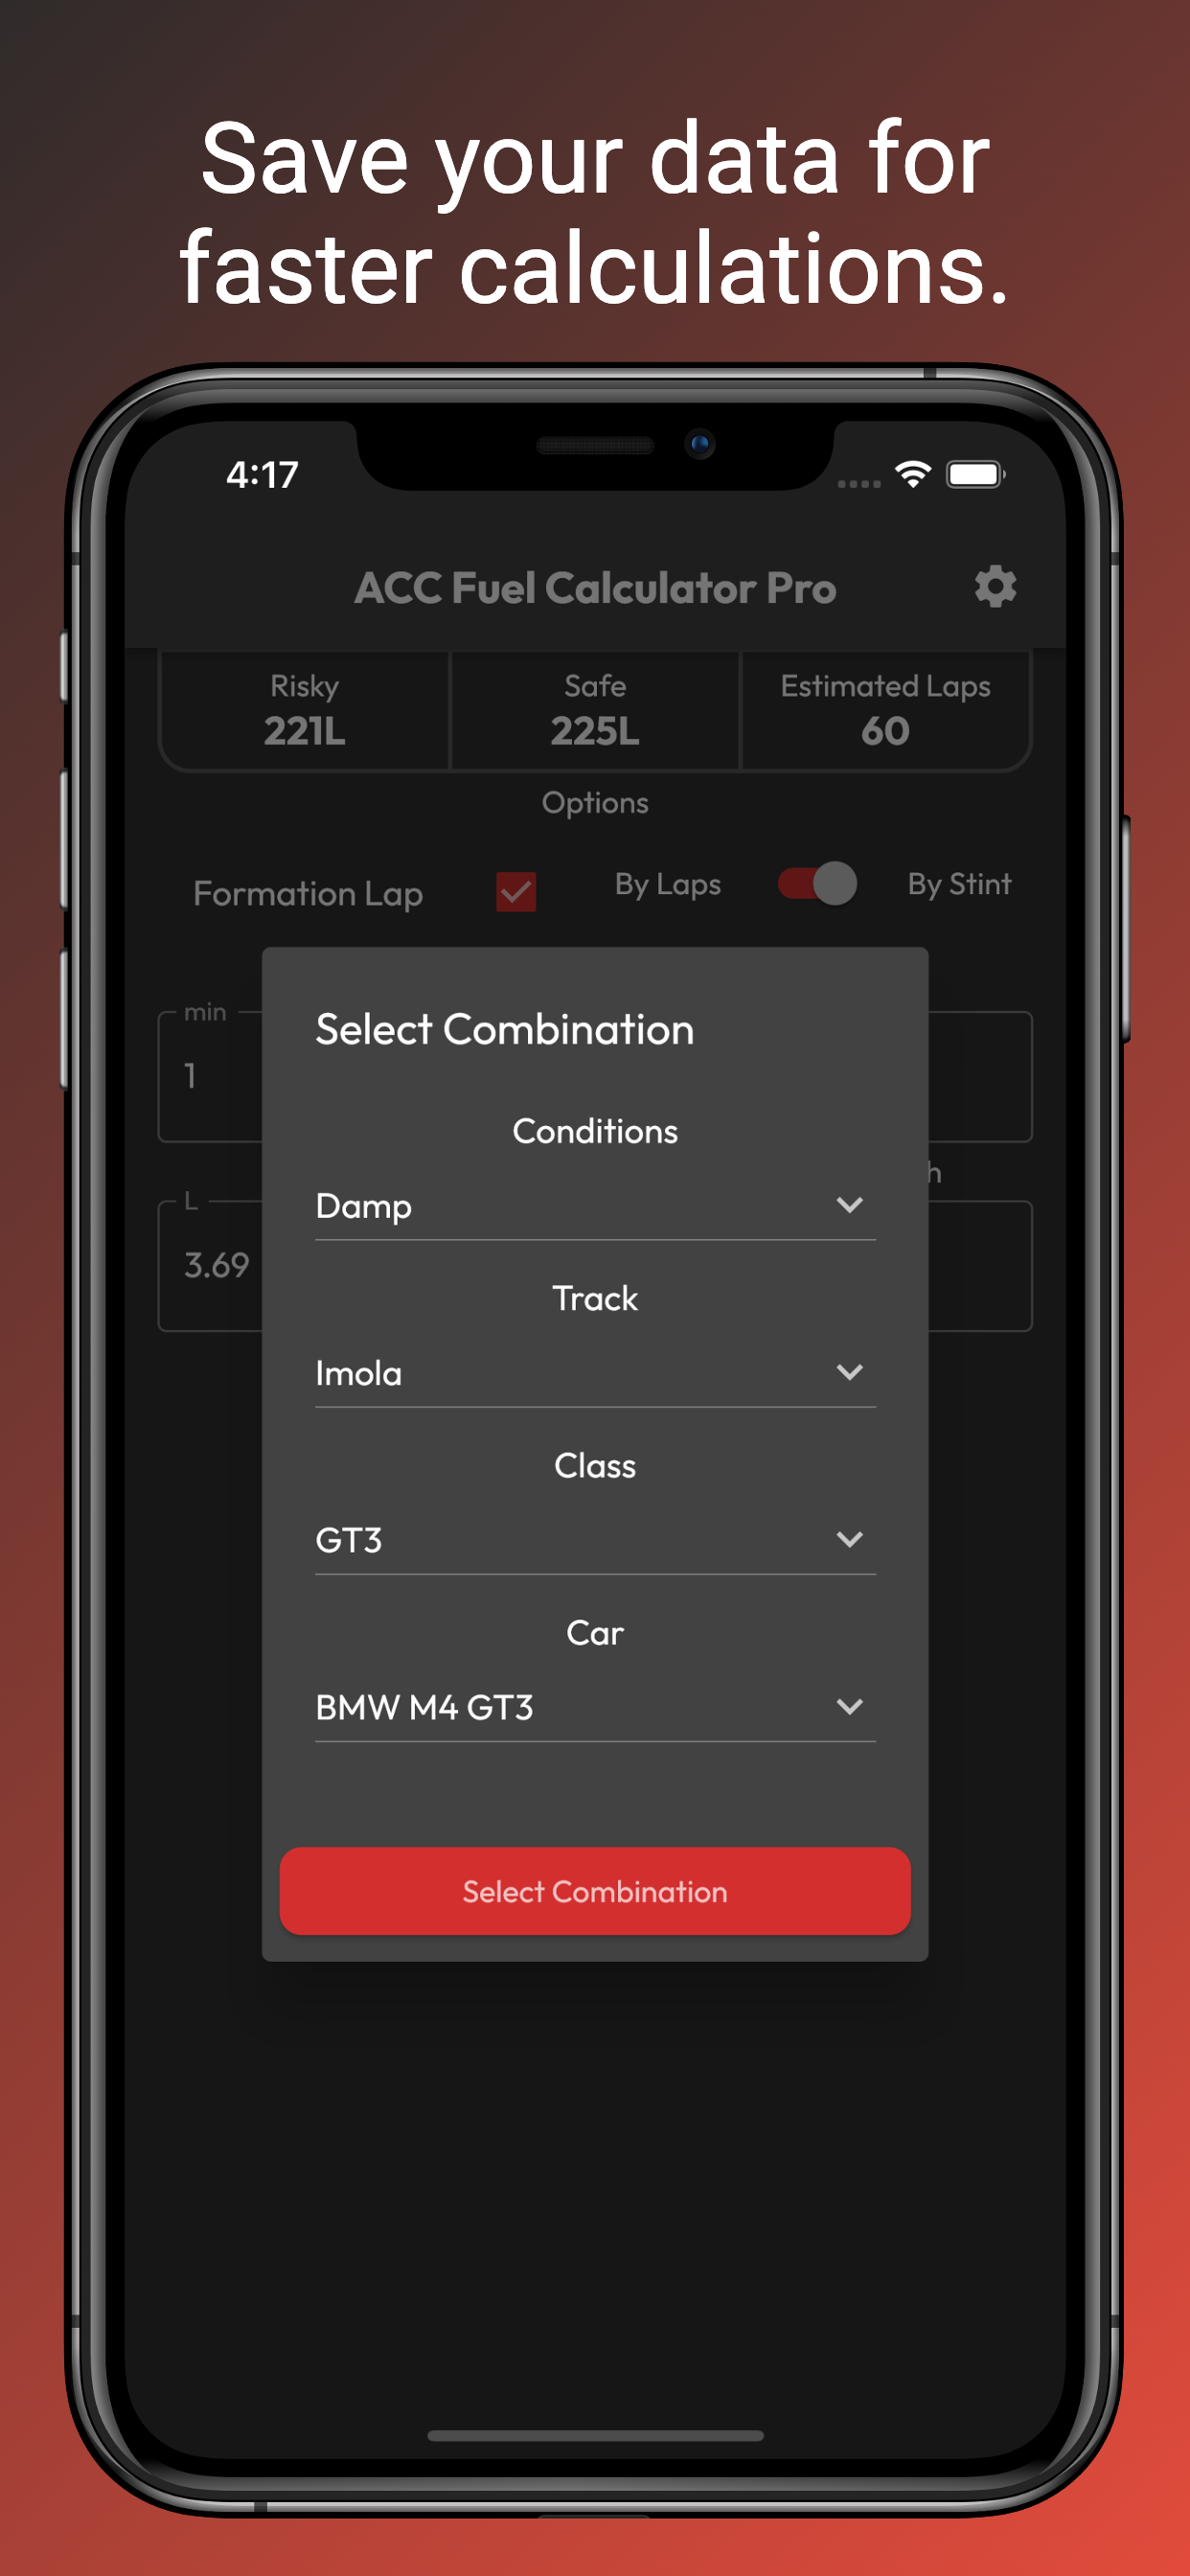 Save your data for
faster calculations.
4:17
ACC Fuel Calculator Pro
Risky
Safe
Estimated Laps
221L
225L
60
Options
Formation Lap
By Laps
By Stint
min
1
L
3.69
h
Select Combination
Conditions
Damp
Track
Imola
Class
GT3
Car
BMW M4 GT3
Select Combination